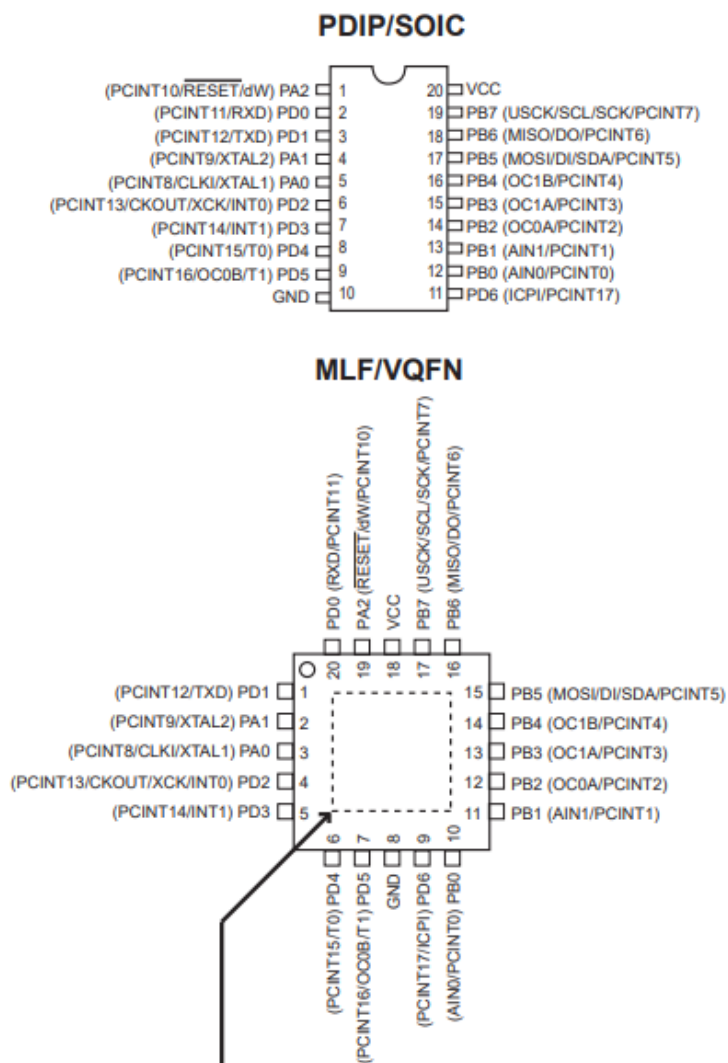 PDIP/SOIC
(PCINT10/RESET/dW) PA2 1 20 VCC
(PCINT11/RXD) PD0 2 19 PB7 (USCK/SCL/SCK/PCINT7)
(PCINT12/TXD) PD1 3 18 PB6 (MISO/DO/PCINT6)
(PCINT9/XTAL2) PA1 4 17 PB5 (MOSI/DI/SDA/PCINT5)
(PCINT8/CLKI/XTAL1) PA0 5 16 PB4 (OC1B/PCINT4)
(PCINT13/CKOUT/XCK/INT0) PD2 6 15 PB3 (OC1A/PCINT3)
(PCINT14/INT1) PD3 7 14 PB2 (OC0A/PCINT2)
(PCINT15/T0) PD4 8 13 PB1 (AIN1/PCINT1)
(PCINT16/OC0B/T1) PD5 9 12 PB0 (AIN0/PCINT0)
GND 10 11 PD6 (ICPI/PCINT17)
MLF/VQFN
PD0 (RXD/PCINT11)
PA2 (RESET/dW/PCINT10)
VCC
PB7 (USCK/SCL/SCK/PCINT7)
PB6 (MISO/DO/PCINT6)
20 19 18 17 16
(PCINT12/TXD) PD1 1 15 PB5 (MOSI/DI/SDA/PCINT5)
(PCINT9/XTAL2) PA1 2 14 PB4 (OC1B/PCINT4)
(PCINT8/CLKI/XTAL1) PA0 3 13 PB3 (OC1A/PCINT3)
(PCINT13/CKOUT/XCK/INT0) PD2 4 12 PB2 (OC0A/PCINT2)
(PCINT14/INT1) PD3 5 11 PB1 (AIN1/PCINT1)
6 7 8 9 10
(PCINT15/T0) PD4
(PCINT16/OC0B/T1) PD5
GND
(PCINT17/ICPI) PD6
(AIN0/PCINT0) PB0